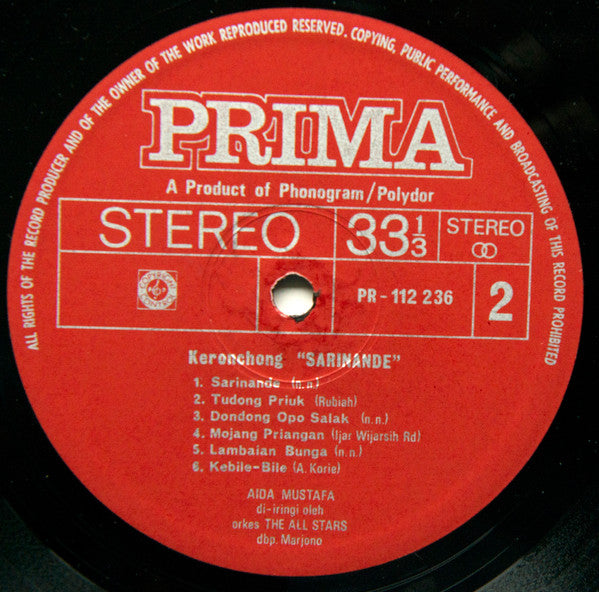 ALL RIGHTS OF THE RECORD PRODUCER AND OF THE OWNER OF THE WORK REPRODUCED RESERVED. COPYING, PUBLIC PERFORMANCE AND BROADCASTING OF THIS RECORD PROHIBITED
PRIMA
A Product of Phonogram/Polydor
STEREO
33 1/3
STEREO
PR - 112 236
2
Keronchong "SARINANDE"
1. Sarinande (n.n.)
2. Tudong Priuk (Rubiah)
3. Dondong Opo Salak (n.n.)
4. Mojang Priangan (Ijar Wijarsih Rd)
5. Lambaian Bunga (n.n.)
6. Kebile-Bile (A. Korie)
AIDA MUSTAFA
di-iringi oleh
orkes THE ALL STARS
dbp. Marjono